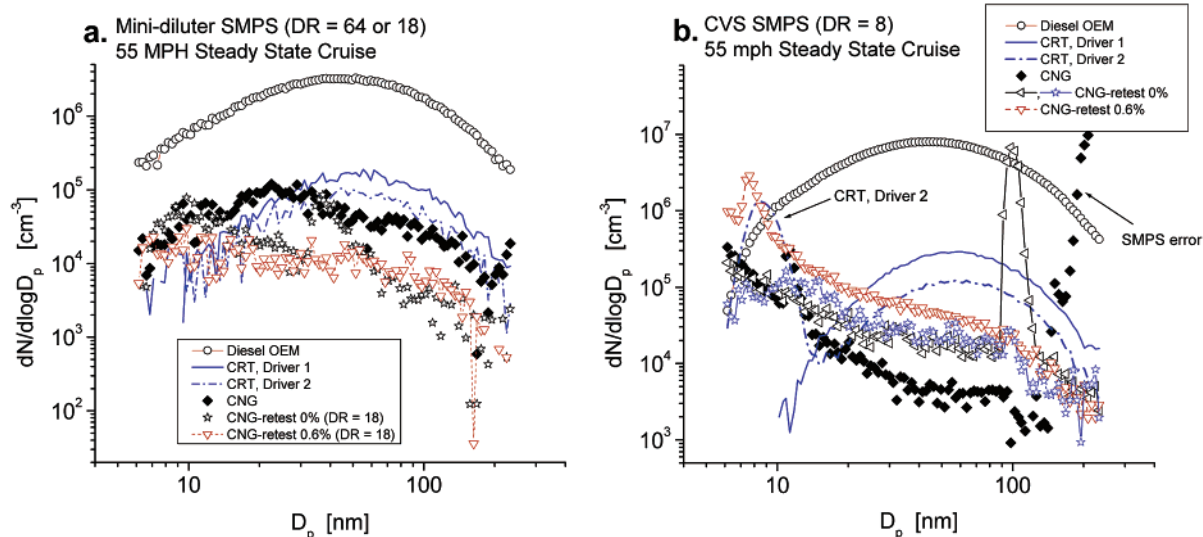 a. Mini-diluter SMPS (DR = 64 or 18)
55 MPH Steady State Cruise
dN/dlogD_p [cm^-3]
10^6
10^5
10^4
10^3
10^2
10
100
D_p [nm]
Diesel OEM
CRT, Driver 1
CRT, Driver 2
CNG
CNG-retest 0% (DR = 18)
CNG-retest 0.6% (DR = 18)
b. CVS SMPS (DR = 8)
55 mph Steady State Cruise
Diesel OEM
CRT, Driver 1
CRT, Driver 2
CNG
CNG-retest 0%
CNG-retest 0.6%
dN/dlogD_p [cm^-3]
10^7
10^6
10^5
10^4
10^3
CRT, Driver 2
SMPS error
10
100
D_p [nm]